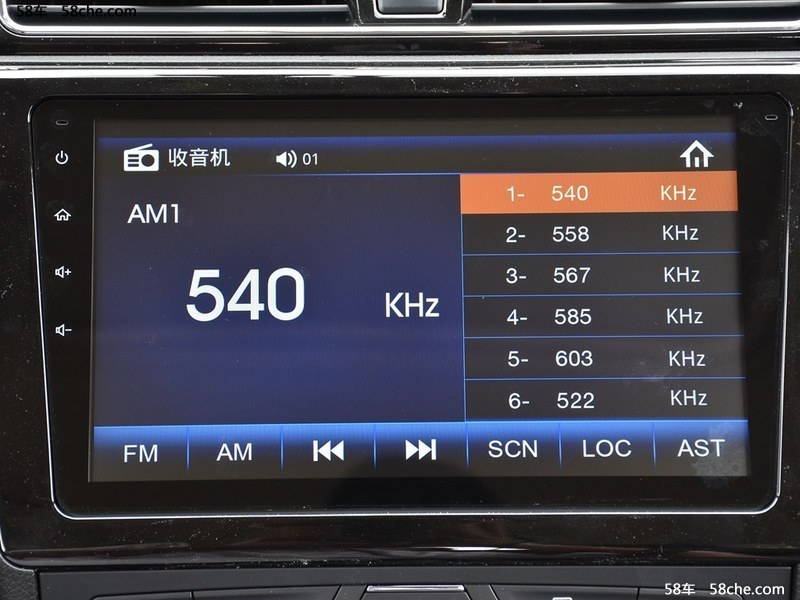 58车 58che.com
收音机 01
AM1
540 KHz
1- 540 KHz
2- 558 KHz
3- 567 KHz
4- 585 KHz
5- 603 KHz
6- 522 KHz
FM AM SCN LOC AST
58车 58che.com